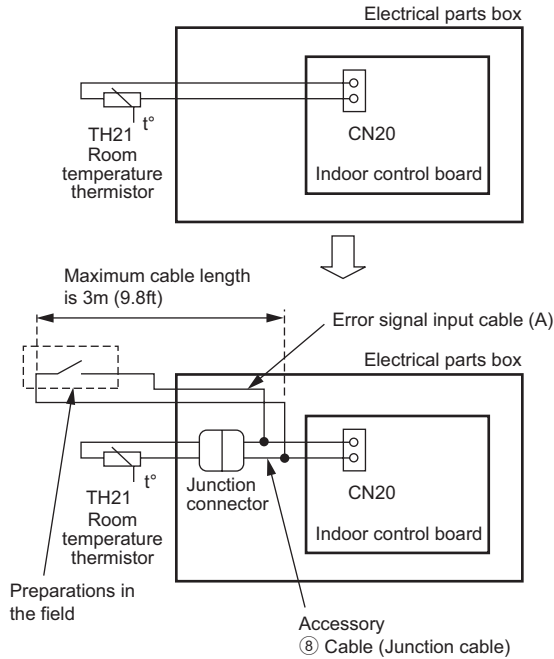 Electrical parts box
t°
TH21
Room
temperature
thermistor
CN20
Indoor control board
Maximum cable length
is 3m (9.8ft)
Error signal input cable (A)
Electrical parts box
t°
TH21
Room
temperature
thermistor
Junction
connector
CN20
Indoor control board
Preparations in
the field
Accessory
⑧ Cable (Junction cable)